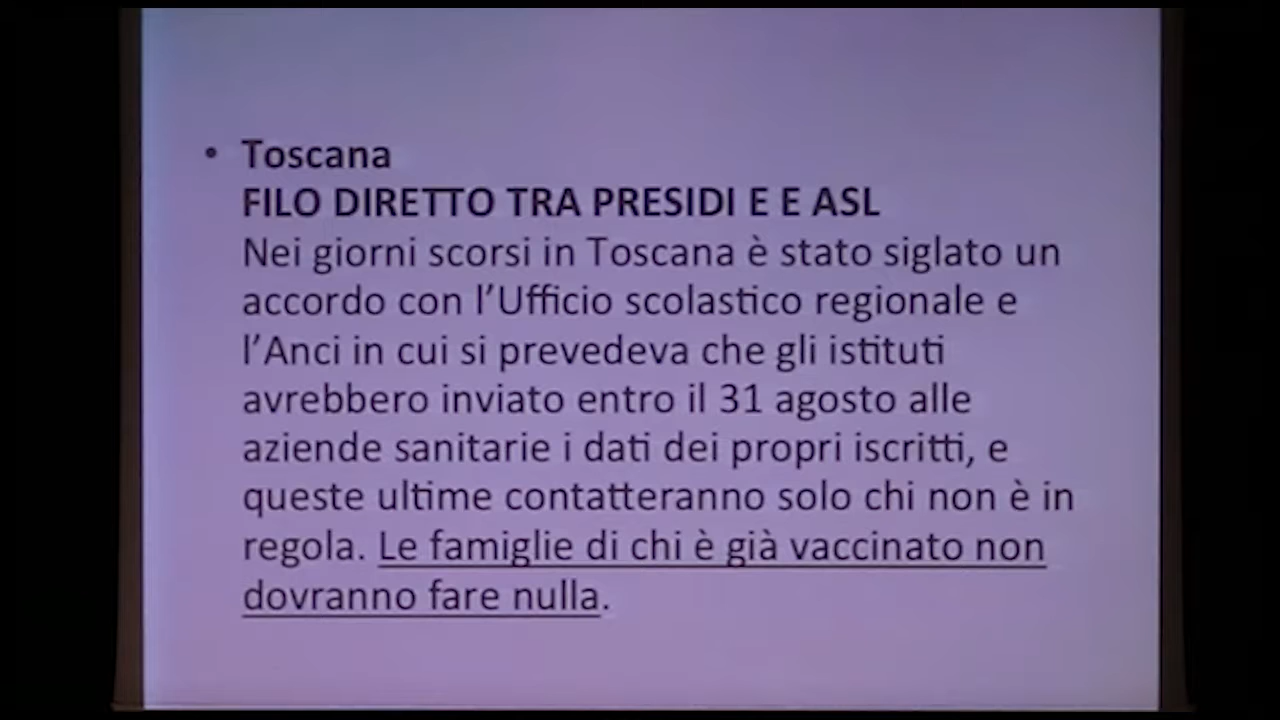 • Toscana
FILO DIRETTO TRA PRESIDI E E ASL
Nei giorni scorsi in Toscana è stato siglato un
accordo con l’Ufficio scolastico regionale e
l’Anci in cui si prevedeva che gli istituti
avrebbero inviato entro il 31 agosto alle
aziende sanitarie i dati dei propri iscritti, e
queste ultime contatteranno solo chi non è in
regola. Le famiglie di chi è già vaccinato non
dovranno fare nulla.